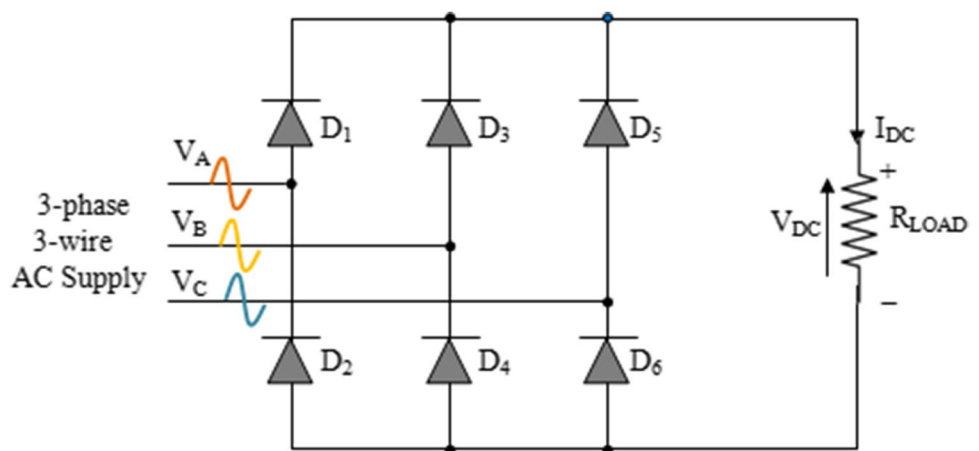 D1
D3
D5
IDC
VA
+
3-phase
VB
VDC
RLOAD
3-wire
AC Supply
VC
–
D2
D4
D6